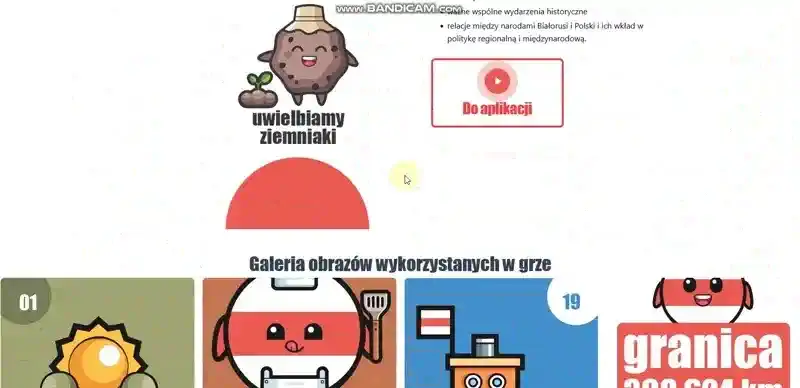 www.BANDICAM.com
wspólne wydarzenia historyczne
• relacje między narodami Białorusi i Polski i ich wkład w
politykę regionalną i międzynarodową.
Do aplikacji
uwielbiamy
ziemniaki
Galeria obrazów wykorzystanych w grze
01
19
granica